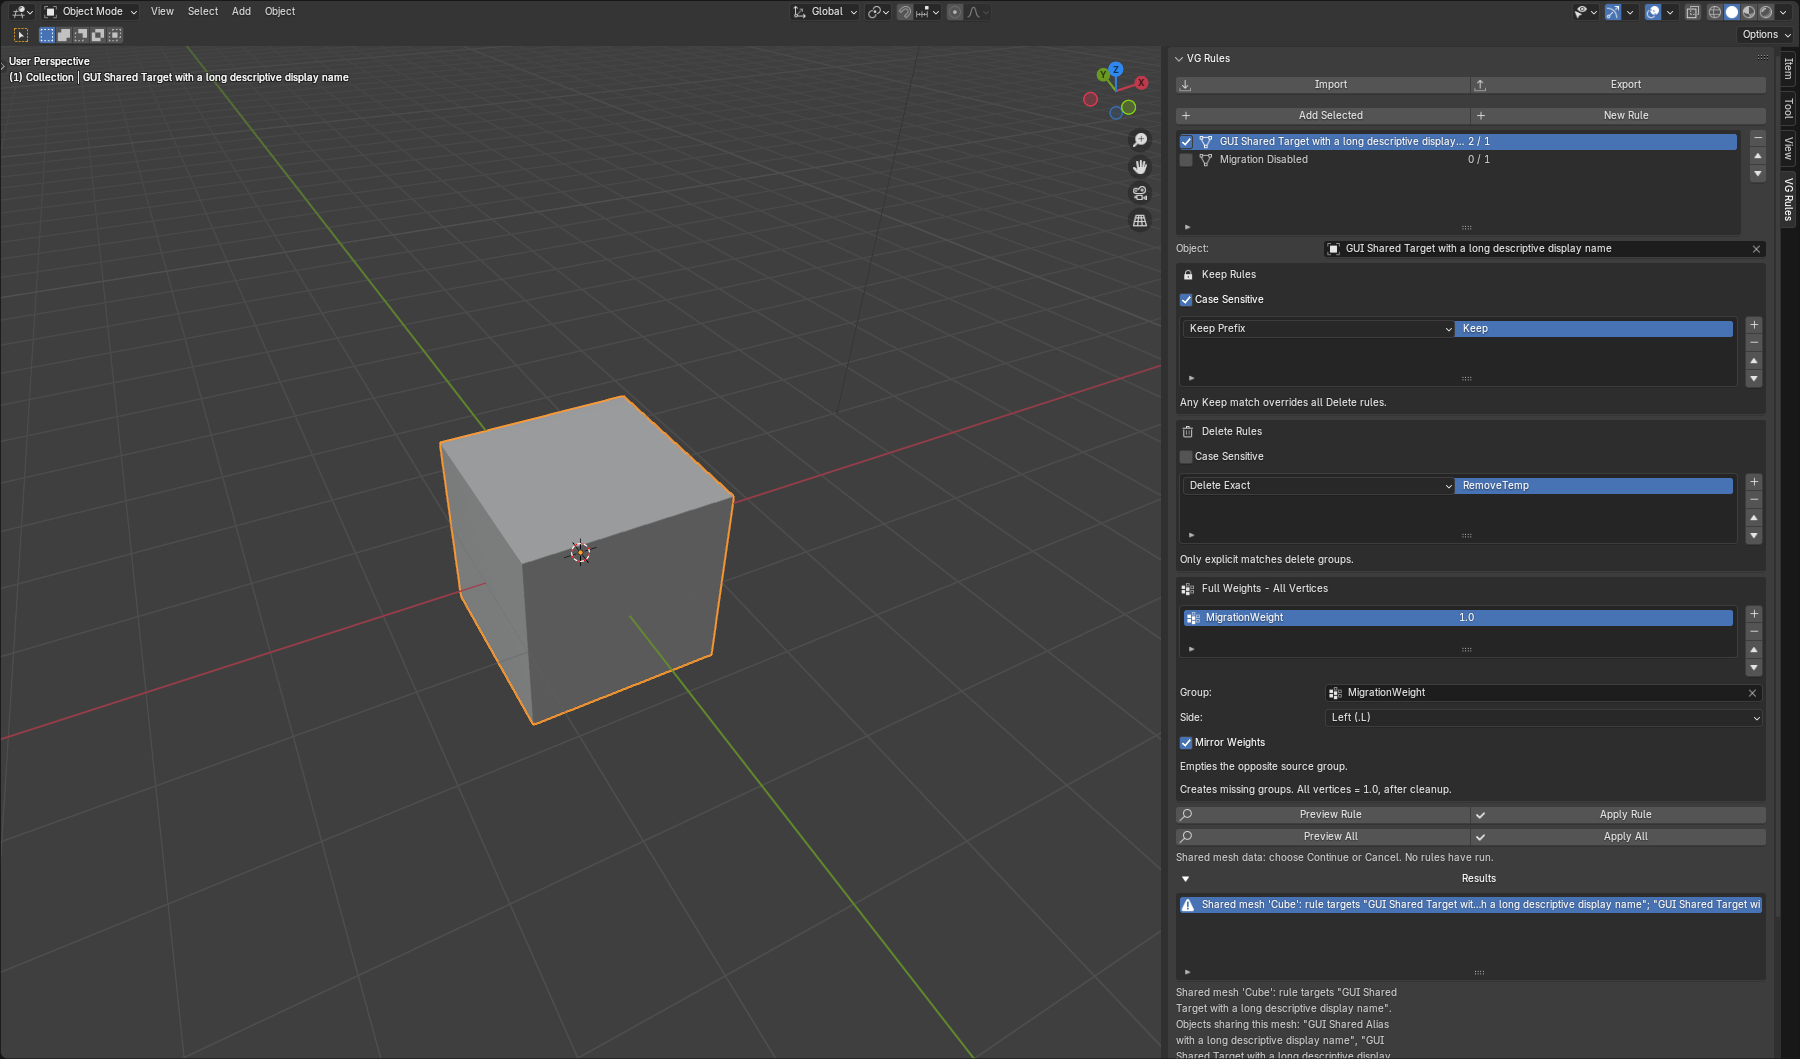 Object Mode View Select Add Object Global
Options
User Perspective
(1) Collection | GUI Shared Target with a long descriptive display name
X
Y
Z
VG Rules
Import Export
Add Selected New Rule
GUI Shared Target with a long descriptive display... 2 / 1
Migration Disabled 0 / 1
Object: GUI Shared Target with a long descriptive display name
Keep Rules
Case Sensitive
Keep Prefix Keep
Any Keep match overrides all Delete rules.
Delete Rules
Case Sensitive
Delete Exact RemoveTemp
Only explicit matches delete groups.
Full Weights - All Vertices
MigrationWeight 1.0
Group: MigrationWeight
Side: Left (.L)
Mirror Weights
Empties the opposite source group.
Creates missing groups. All vertices = 1.0, after cleanup.
Preview Rule Apply Rule
Preview All Apply All
Shared mesh data: choose Continue or Cancel. No rules have run.
Results
Shared mesh 'Cube': rule targets "GUI Shared Target wit...h a long descriptive display name"; "GUI Shared Target wi
Shared mesh 'Cube': rule targets "GUI Shared
Target with a long descriptive display name".
Objects sharing this mesh: "GUI Shared Alias
with a long descriptive display name", "GUI
Shared Target with a long descriptive display
Item
Tool
View
VG Rules